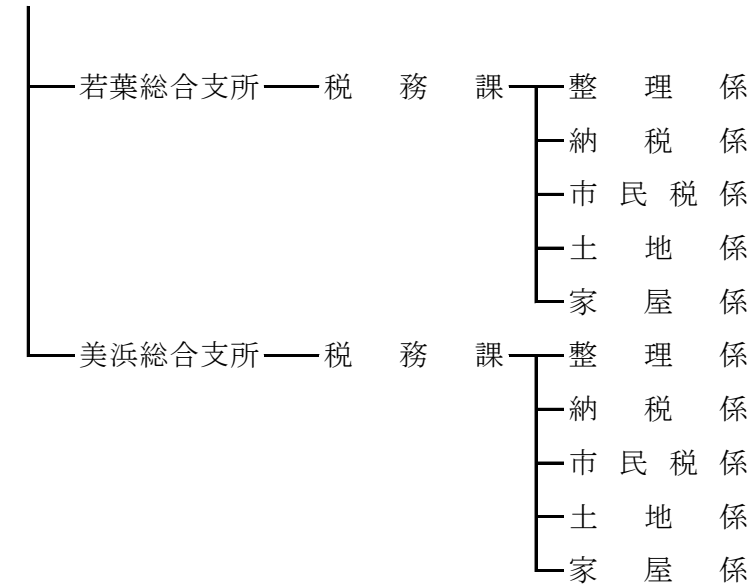 若葉総合支所 税務課 整理係
納税係
市民税係
土地係
家屋係
美浜総合支所 税務課 整理係
納税係
市民税係
土地係
家屋係